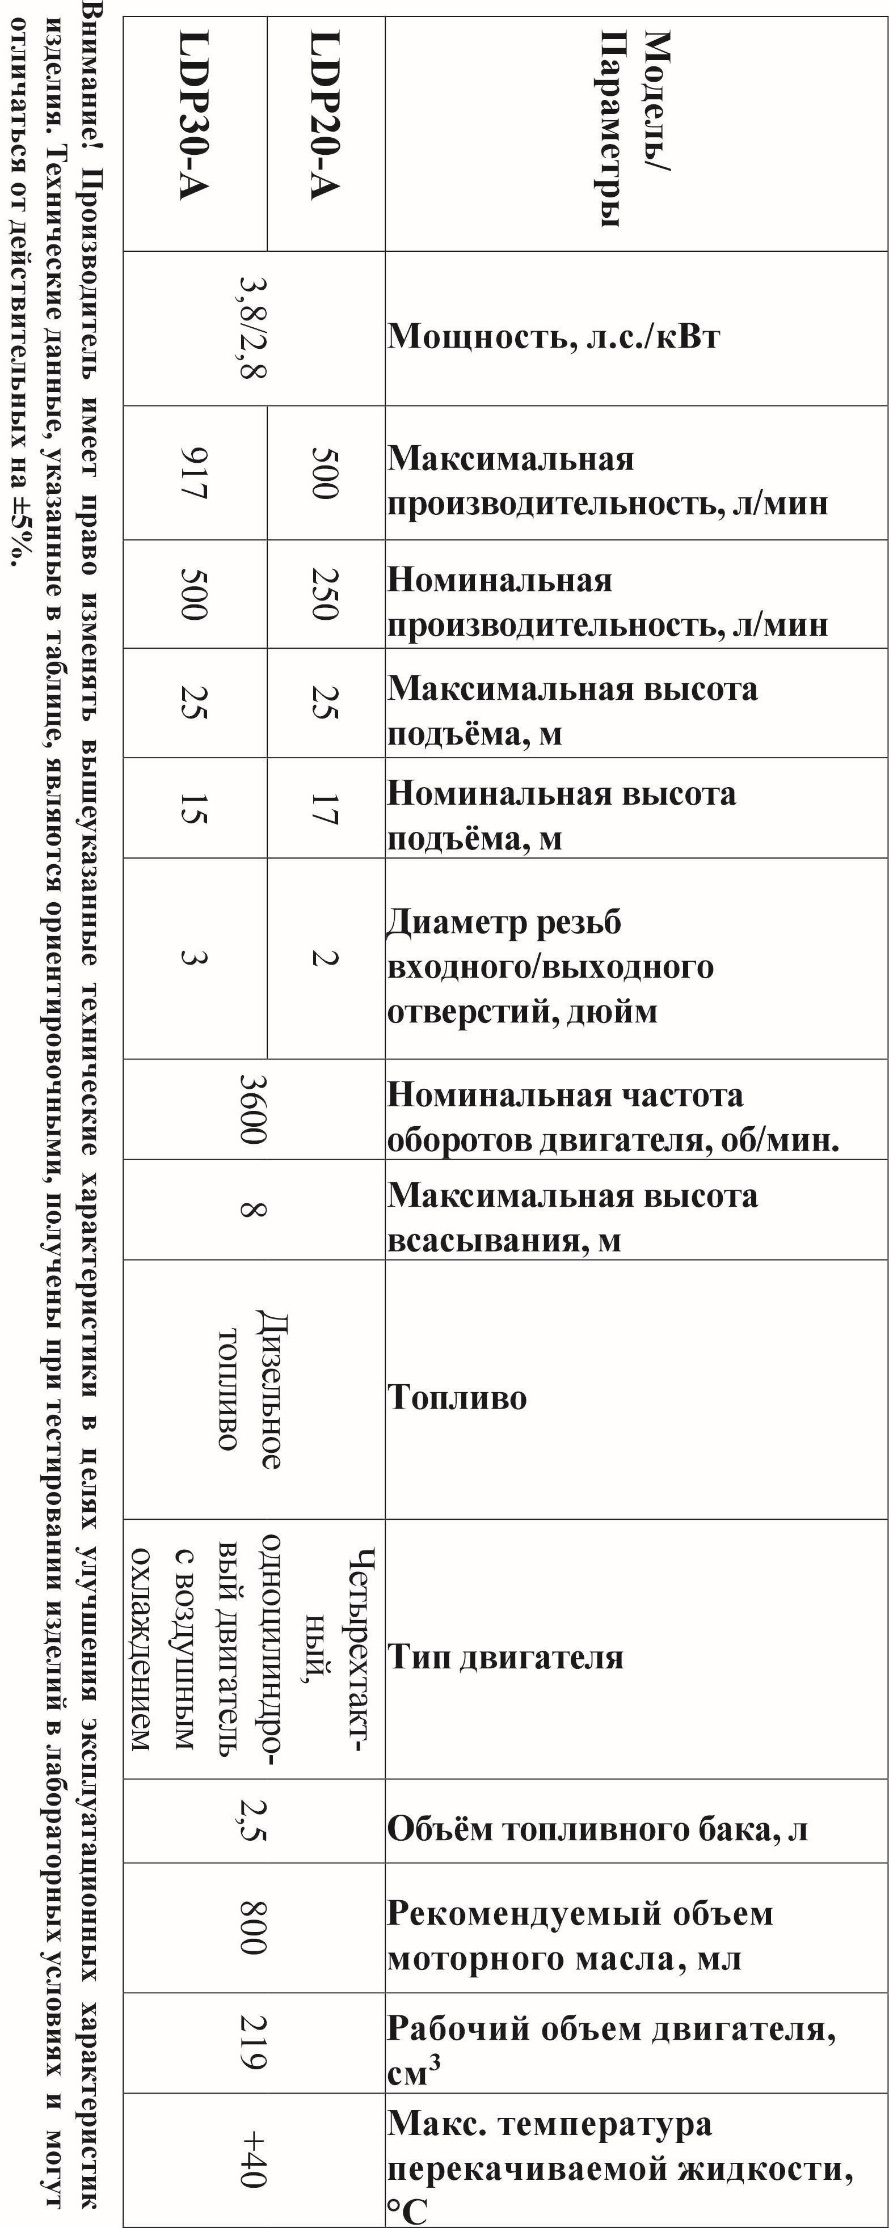 Модель/
Параметры
LDP20-A
LDP30-A
Мощность, л.с./кВт
3,8/2,8
Максимальная
производительность, л/мин
500
917
Номинальная
производительность, л/мин
250
500
Максимальная высота
подъёма, м
25
25
Номинальная высота
подъёма, м
17
15
Диаметр резьб
входного/выходного
отверстий, дюйм
2
3
Номинальная частота
оборотов двигателя, об/мин.
3600
Максимальная высота
всасывания, м
8
Топливо
Дизельное
топливо
Тип двигателя
Четырехтакт-
ный,
одноцилиндро-
вый двигатель
с воздушным
охлаждением
Объём топливного бака, л
2,5
Рекомендуемый объем
моторного масла, мл
800
Рабочий объем двигателя,
см³
219
Макс. температура
перекачиваемой жидкости,
°C
+40
Внимание! Производитель имеет право изменять вышеуказанные технические характеристики в целях улучшения эксплуатационных характеристик
изделия. Технические данные, указанные в таблице, являются ориентировочными, получены при тестировании изделий в лабораторных условиях и могут
отличаться от действительных на ±5%.